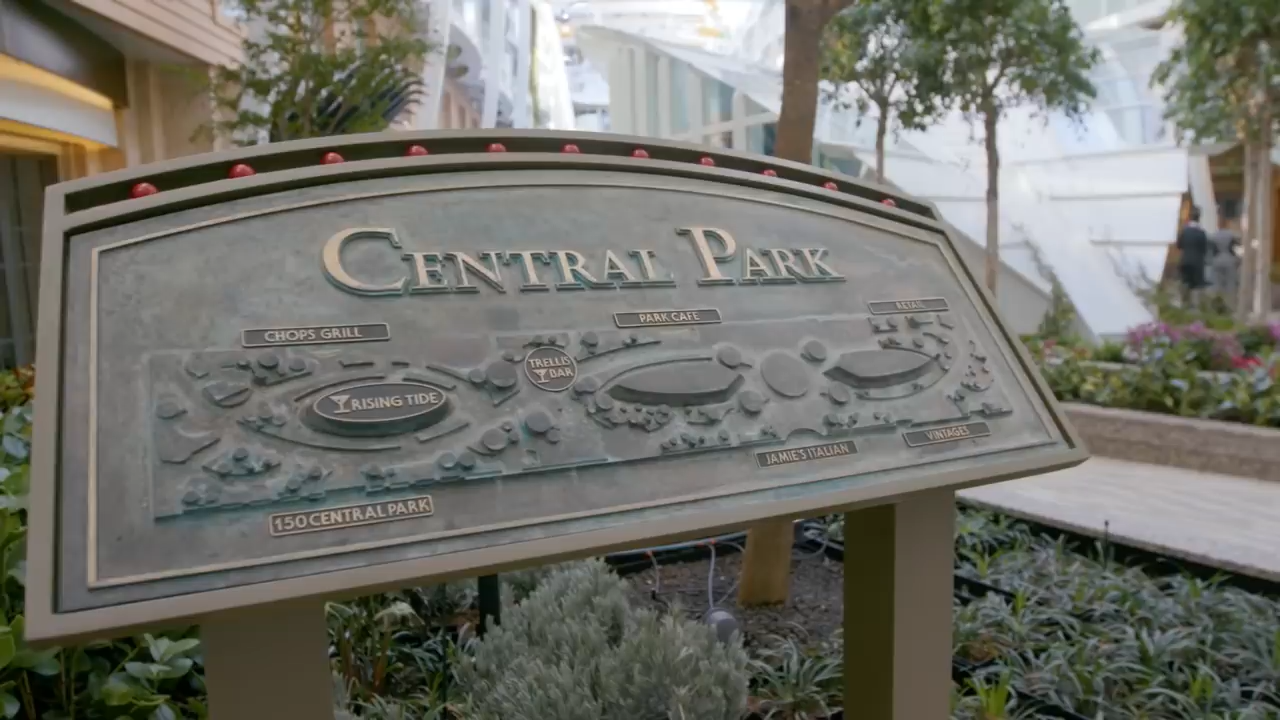 CENTRAL PARK
RETAIL
PARK CAFE
CHOPS GRILL
TRELLIS
BAR
RISING TIDE
VINTAGES
JAMIE'S ITALIAN
150 CENTRAL PARK